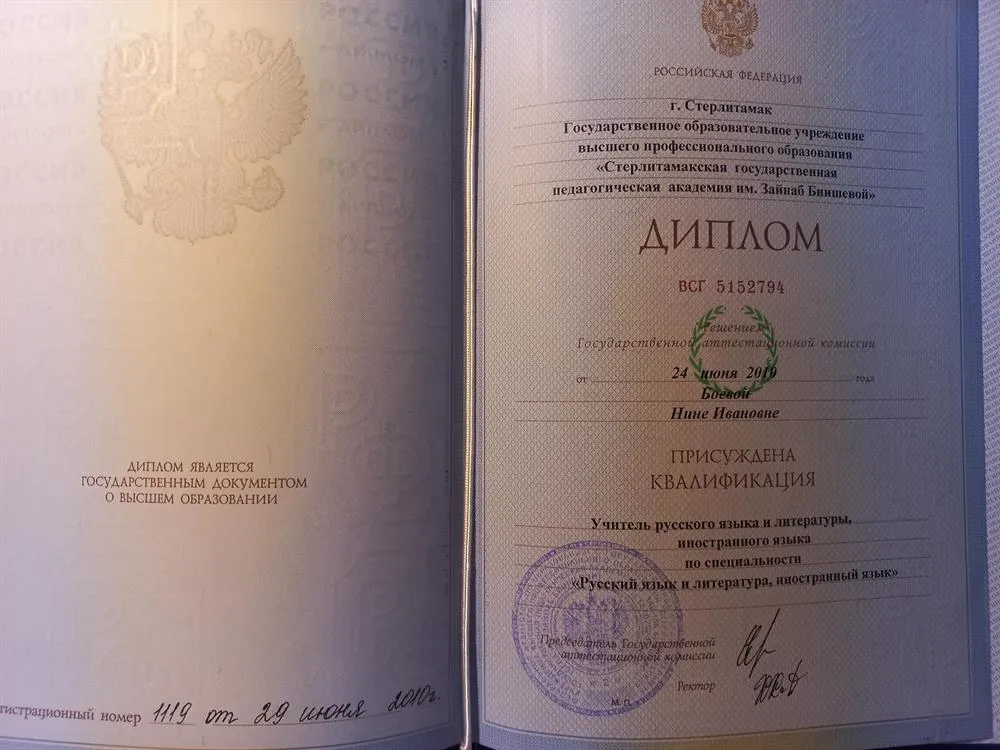 ДИПЛОМ ЯВЛЯЕТСЯ
ГОСУДАРСТВЕННЫМ ДОКУМЕНТОМ
О ВЫСШЕМ ОБРАЗОВАНИИ
гистрационный номер 1119 от 29 июня 2010г.
РОССИЙСКАЯ ФЕДЕРАЦИЯ
г. Стерлитамак
Государственное образовательное учреждение
высшего профессионального образования
«Стерлитамакская государственная
педагогическая академия им. Зайнаб Биишевой»
ДИПЛОМ
ВСГ 5152794
Решением
Государственной аттестационной комиссии
от 24 июня 2010 года
Боевой
Нине Ивановне
ПРИСУЖДЕНА
КВАЛИФИКАЦИЯ
Учитель русского языка и литературы,
иностранного языка
по специальности
«Русский язык и литература, иностранный язык»
Председатель Государственной
аттестационной комиссии
Ректор
М. П.